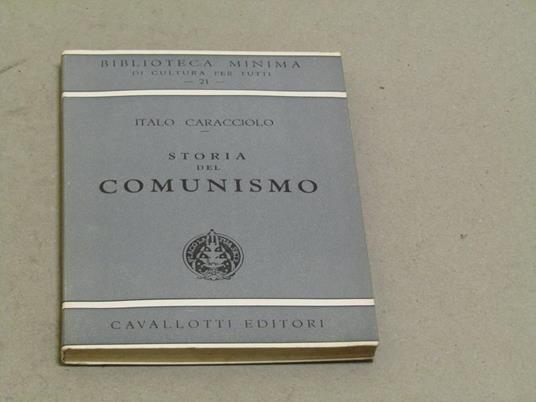 BIBLIOTECA MINIMA
DI CULTURA PER TUTTI
— 21 —
ITALO CARACCIOLO
STORIA
DEL
COMUNISMO
CAVALLOTTI EDITORI